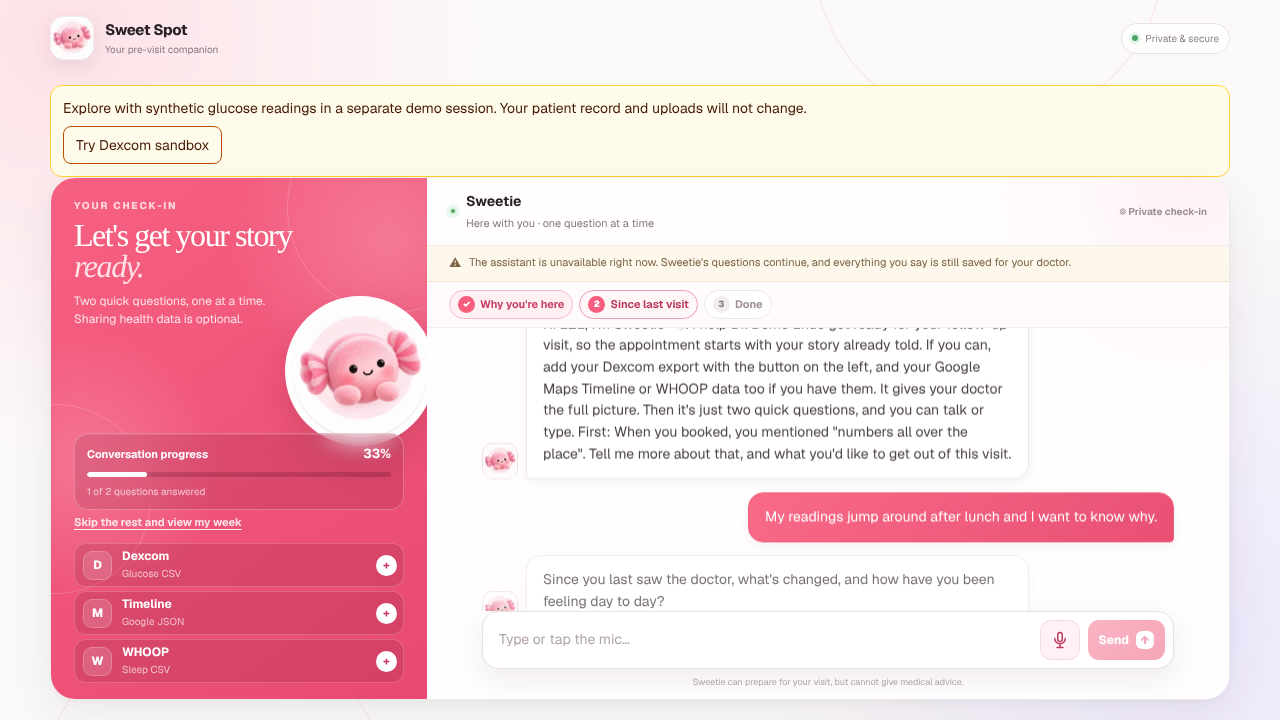 Sweet Spot
Your pre-visit companion
Private & secure
Explore with synthetic glucose readings in a separate demo session. Your patient record and uploads will not change.
Try Dexcom sandbox
YOUR CHECK-IN
Let's get your story
ready.
Two quick questions, one at a time.
Sharing health data is optional.
Conversation progress
33%
1 of 2 questions answered
Skip the rest and view my week
D
Dexcom
Glucose CSV
+
M
Timeline
Google JSON
+
W
WHOOP
Sleep CSV
+
Sweetie
Here with you · one question at a time
Private check-in
The assistant is unavailable right now. Sweetie's questions continue, and everything you say is still saved for your doctor.
Why you're here
2 Since last visit
3 Done
visit, so the appointment starts with your story already told. If you can,
add your Dexcom export with the button on the left, and your Google
Maps Timeline or WHOOP data too if you have them. It gives your doctor
the full picture. Then it's just two quick questions, and you can talk or
type. First: When you booked, you mentioned "numbers all over the
place". Tell me more about that, and what you'd like to get out of this visit.
My readings jump around after lunch and I want to know why.
Since you last saw the doctor, what's changed, and how have you been
feeling day to day?
Type or tap the mic...
Send
Sweetie can prepare for your visit, but cannot give medical advice.